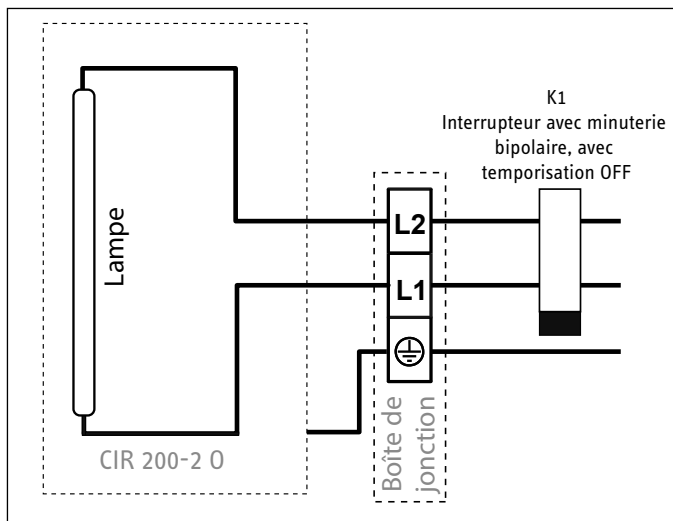 K1
Interrupteur avec minuterie
bipolaire, avec
temporisation OFF
Lampe
L2
L1
CIR 200-2 O
Boîte de
jonction